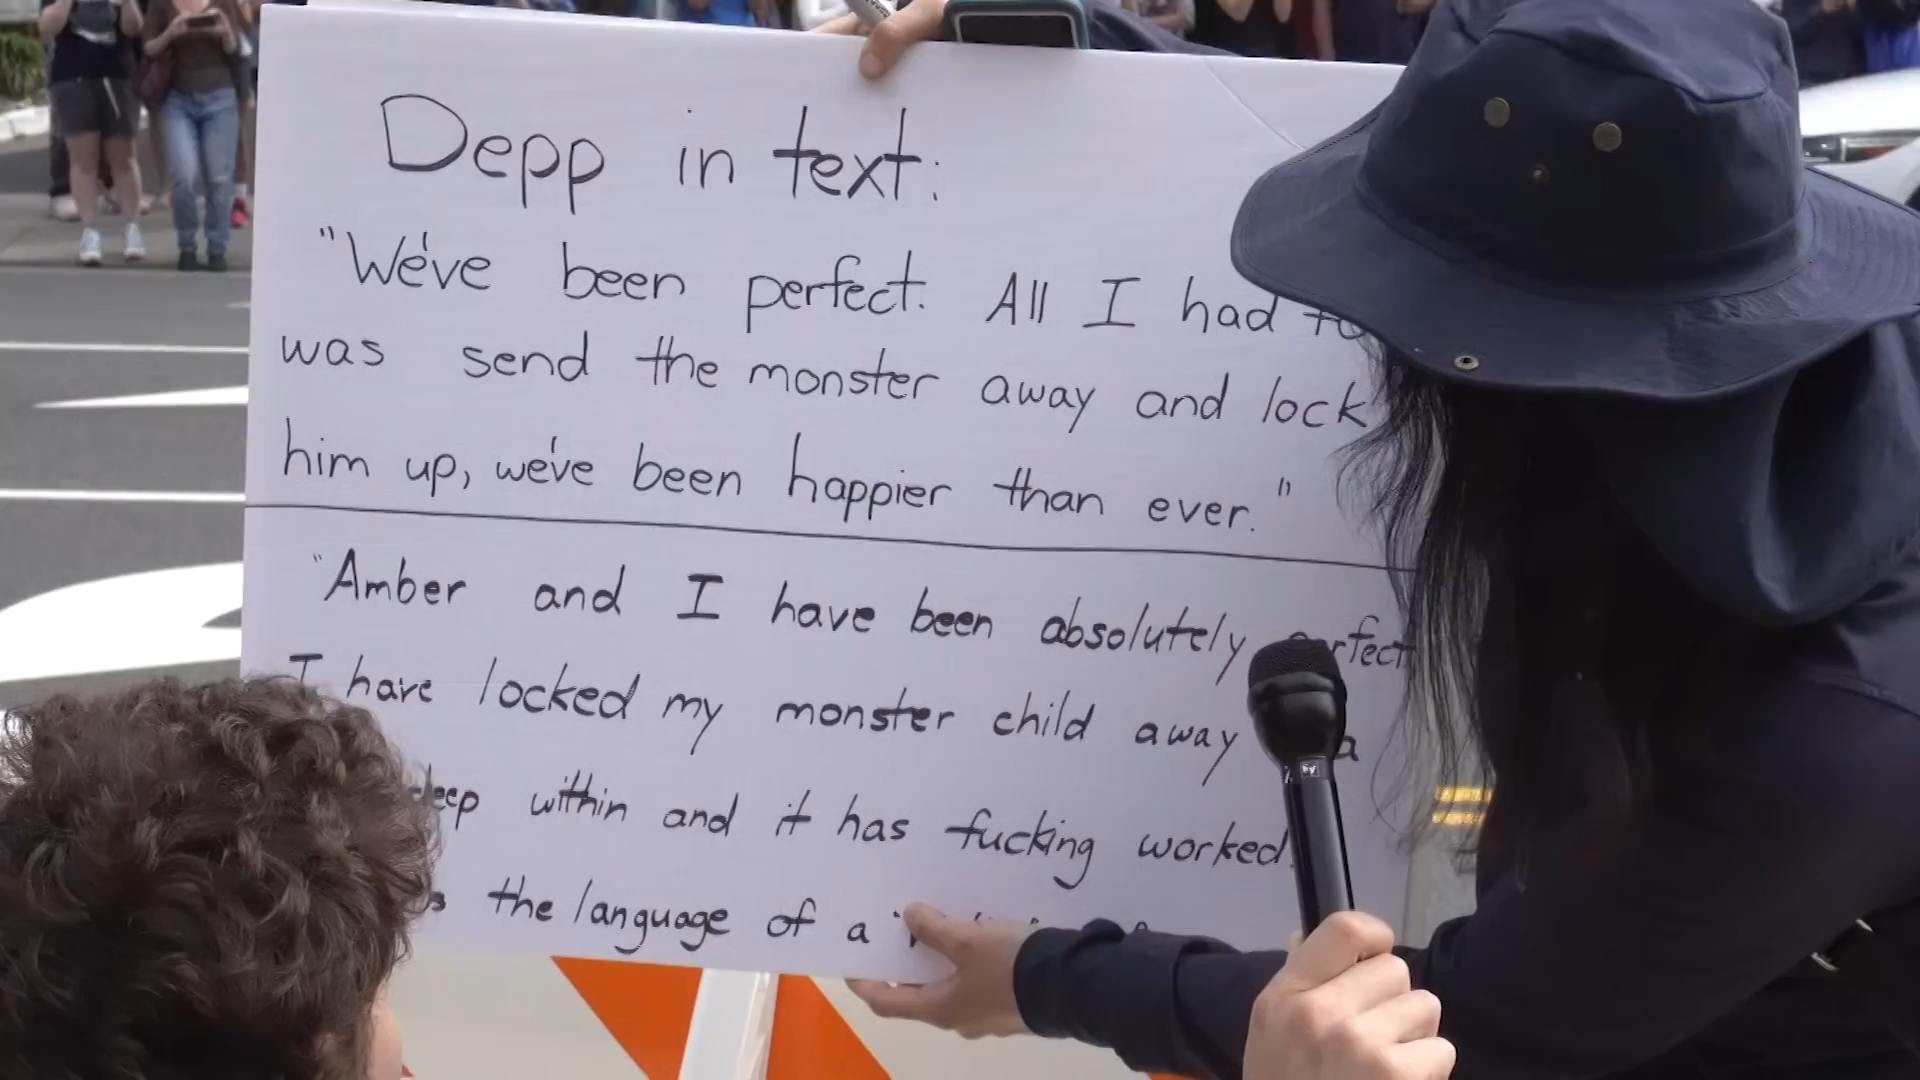 Depp in text:
"We've been perfect. All I had to
was send the monster away and lock
him up, we've been happier than ever."
"Amber and I have been absolutely
I have locked my monster child away a
within and it has fucking worked.
the language of a